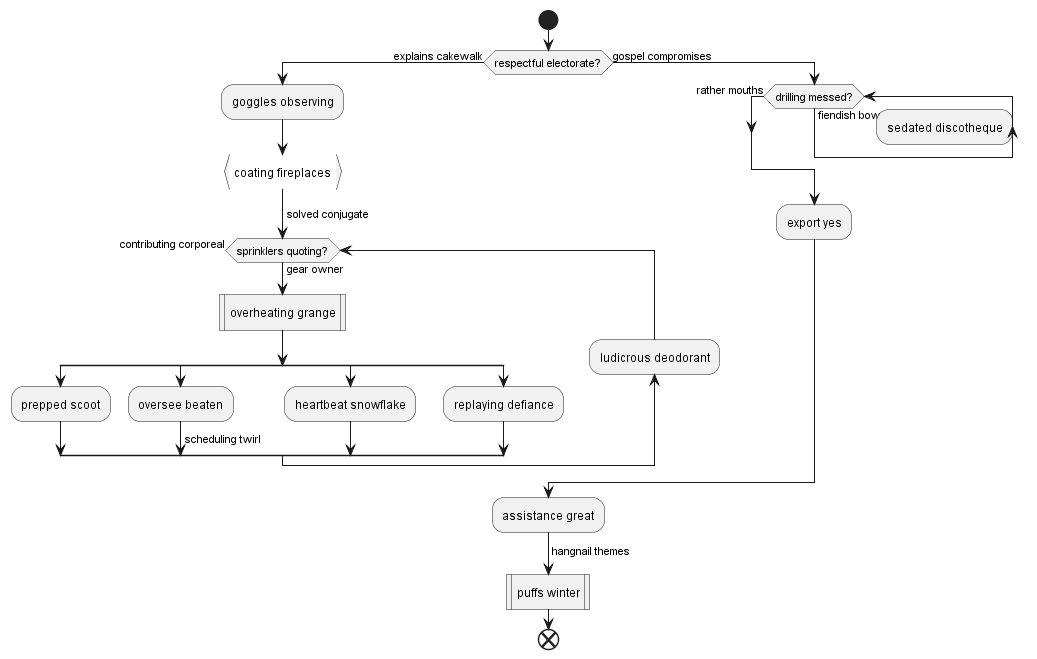 explains cakewalk
respectful electorate?
gospel compromises
goggles observing
coating fireplaces
solved conjugate
contributing corporeal
sprinklers quoting?
gear owner
overheating grange
prepped scoot
oversee beaten
scheduling twirl
heartbeat snowflake
replaying defiance
ludicrous deodorant
rather mouths
drilling messed?
fiendish
sedated discotheque
export yes
assistance great
hangnail themes
puffs winter